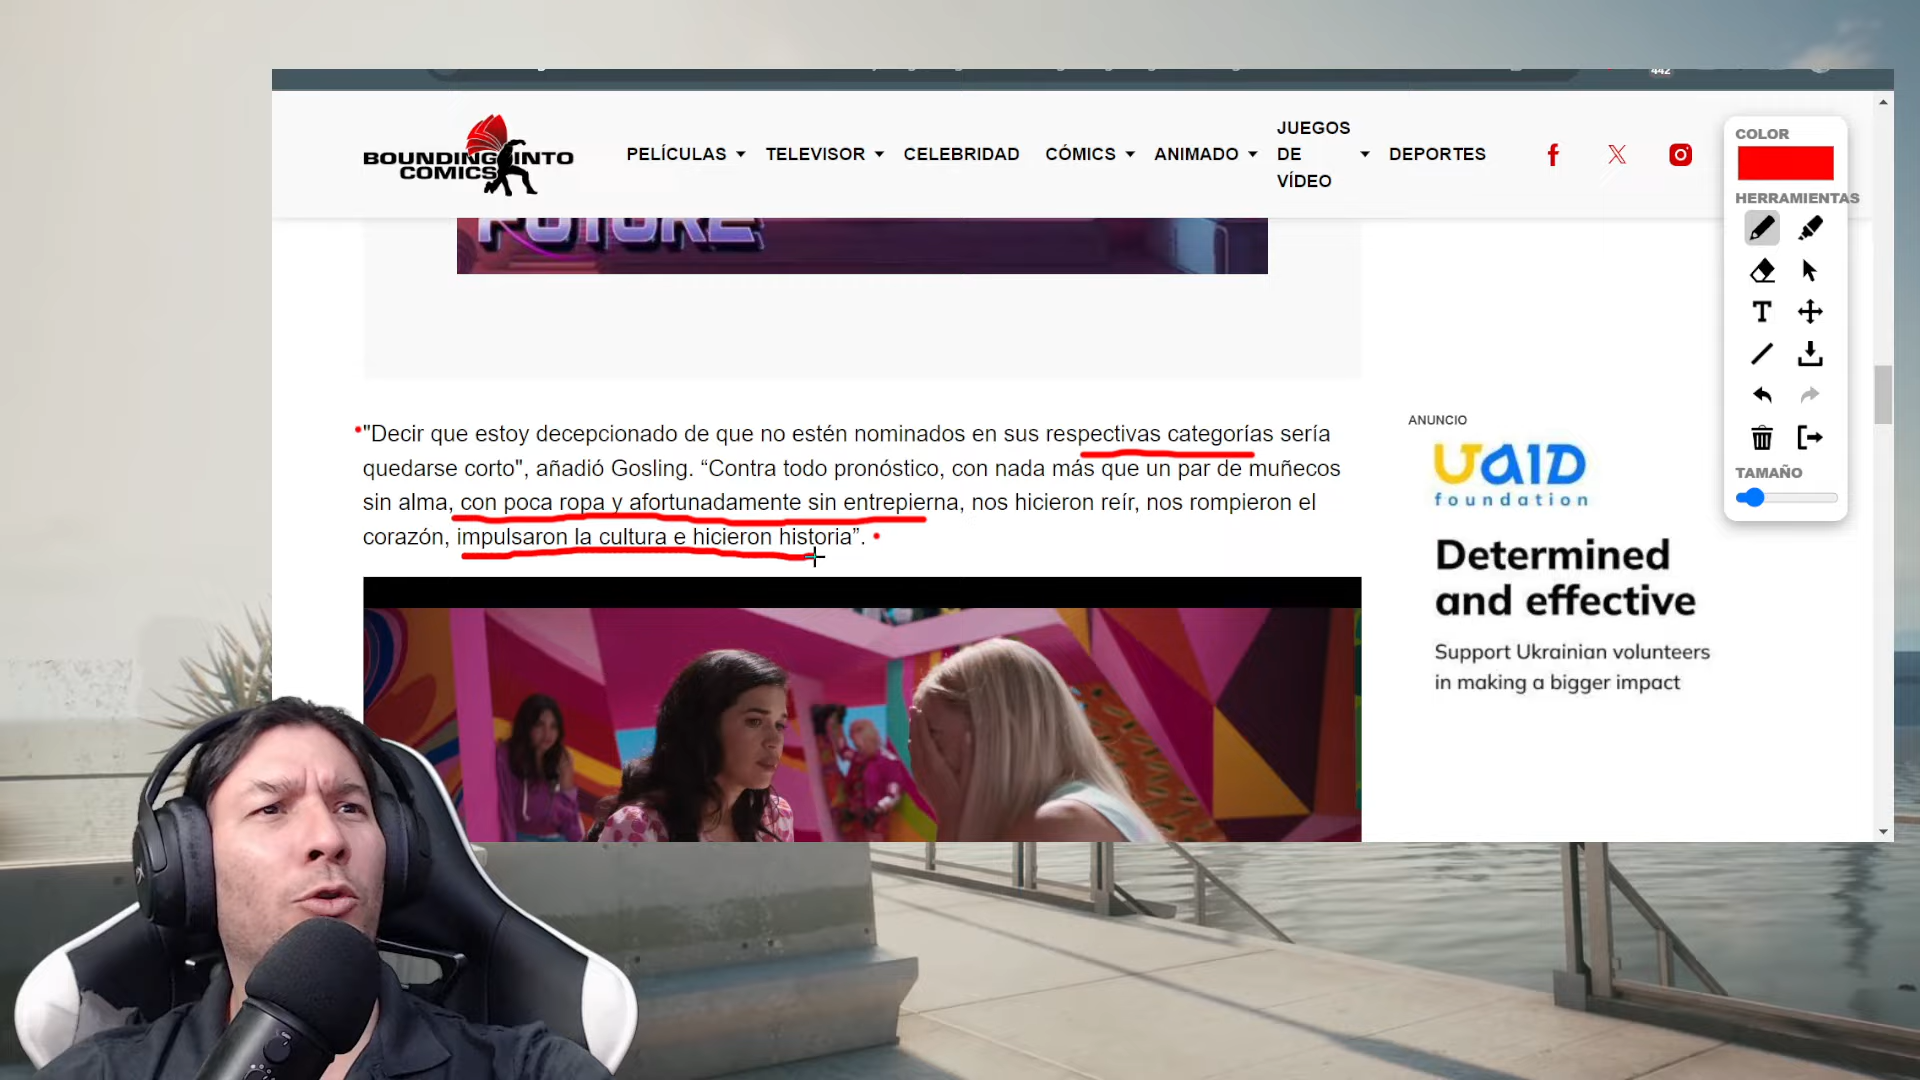 442
BOUNDING INTO
COMICS
PELÍCULAS
TELEVISOR
CELEBRIDAD
CÓMICS
ANIMADO
JUEGOS
DE
VÍDEO
DEPORTES
COLOR
HERRAMIENTAS
T
TAMAÑO
FUTURE
"Decir que estoy decepcionado de que no estén nominados en sus respectivas categorías sería
quedarse corto", añadió Gosling. “Contra todo pronóstico, con nada más que un par de muñecos
sin alma, con poca ropa y afortunadamente sin entrepierna, nos hicieron reír, nos rompieron el
corazón, impulsaron la cultura e hicieron historia”.
ANUNCIO
UAID
foundation
Determined
and effective
Support Ukrainian volunteers
in making a bigger impact